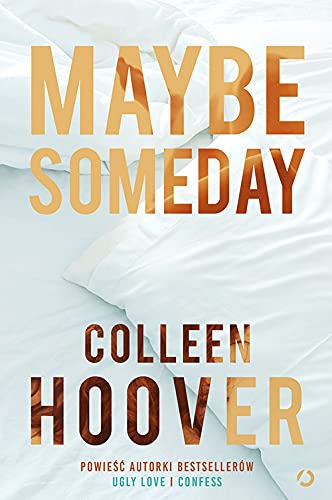 MAYBE
SOMEDAY
COLLEEN
HOOVER
POWIEŚĆ AUTORKI BESTSELLERÓW
UGLY LOVE I CONFESS